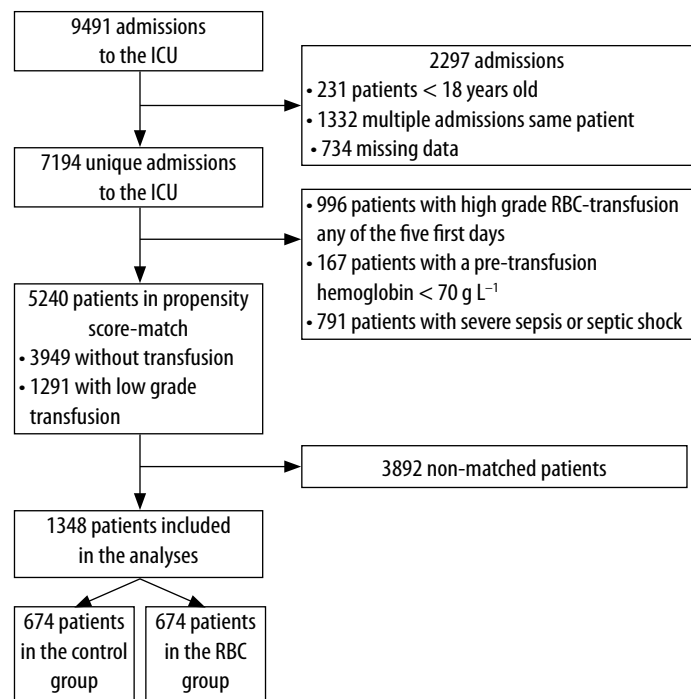 9491 admissions
to the ICU
2297 admissions
• 231 patients < 18 years old
• 1332 multiple admissions same patient
• 734 missing data
7194 unique admissions
to the ICU
• 996 patients with high grade RBC-transfusion
any of the five first days
• 167 patients with a pre-transfusion
hemoglobin < 70 g L⁻¹
• 791 patients with severe sepsis or septic shock
5240 patients in propensity
score-match
• 3949 without transfusion
• 1291 with low grade
transfusion
3892 non-matched patients
1348 patients included
in the analyses
674 patients
in the control
group
674 patients
in the RBC
group